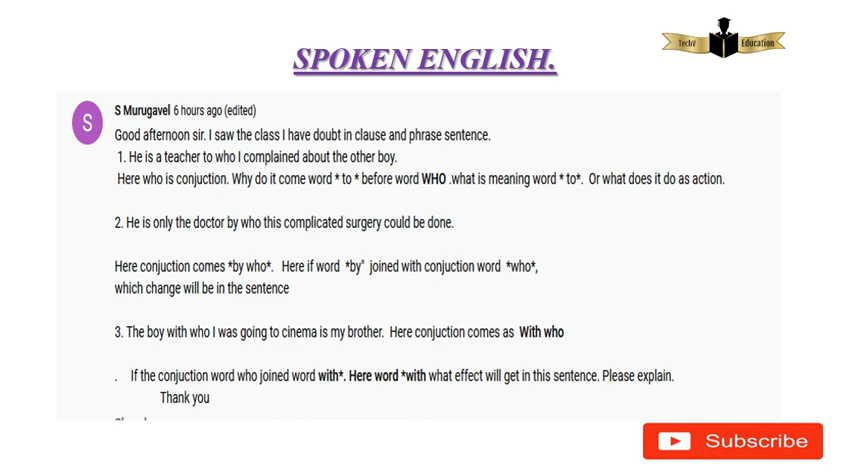 TechV Education
SPOKEN ENGLISH.
S
S Murugavel 6 hours ago (edited)
Good afternoon sir. I saw the class I have doubt in clause and phrase sentence.
1. He is a teacher to who I complained about the other boy.
Here who is conjuction. Why do it come word * to * before word WHO .what is meaning word * to*. Or what does it do as action.
2. He is only the doctor by who this complicated surgery could be done.
Here conjuction comes *by who*. Here if word *by" joined with conjuction word *who*,
which change will be in the sentence
3. The boy with who I was going to cinema is my brother. Here conjuction comes as With who
. If the conjuction word who joined word with*. Here word *with what effect will get in this sentence. Please explain.
Thank you
Subscribe